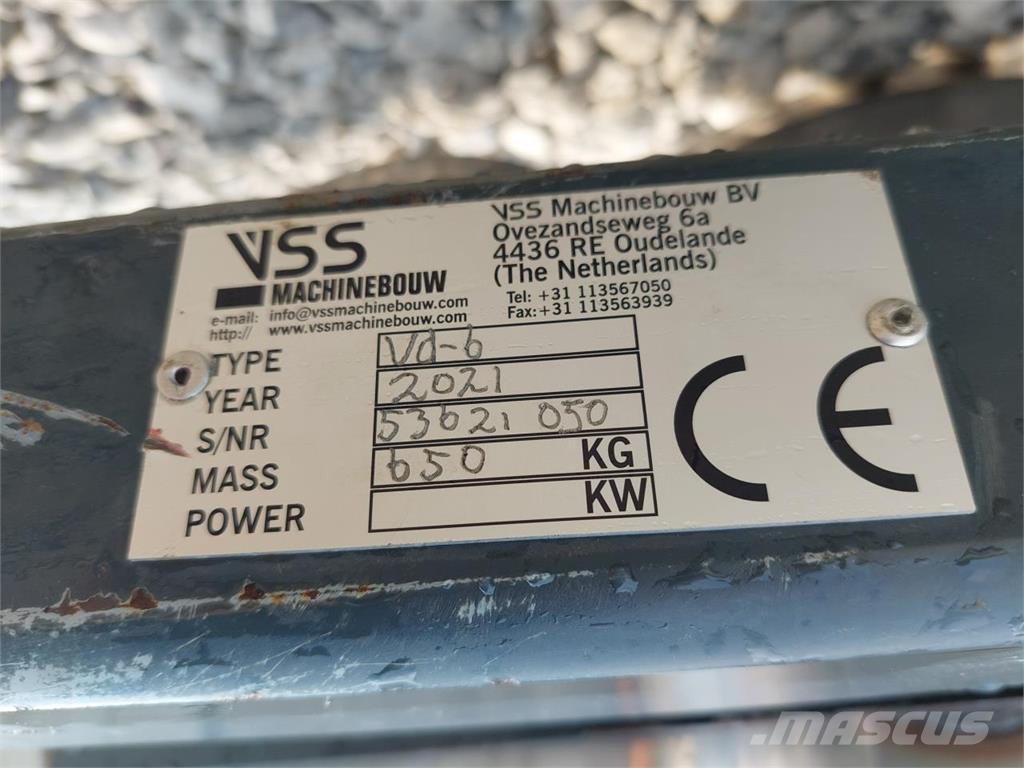 VSS
MACHINEBOUW
e-mail: info@vssmachinebouw.com
http:// www.vssmachinebouw.com
VSS Machinebouw BV
Ovezandseweg 6a
4436 RE Oudelande
(The Netherlands)
Tel: +31 113567050
Fax:+31 113563939
TYPE Vd-6
YEAR 2021
S/NR 53621 050
MASS 650 KG
POWER KW
CE
MASCUS